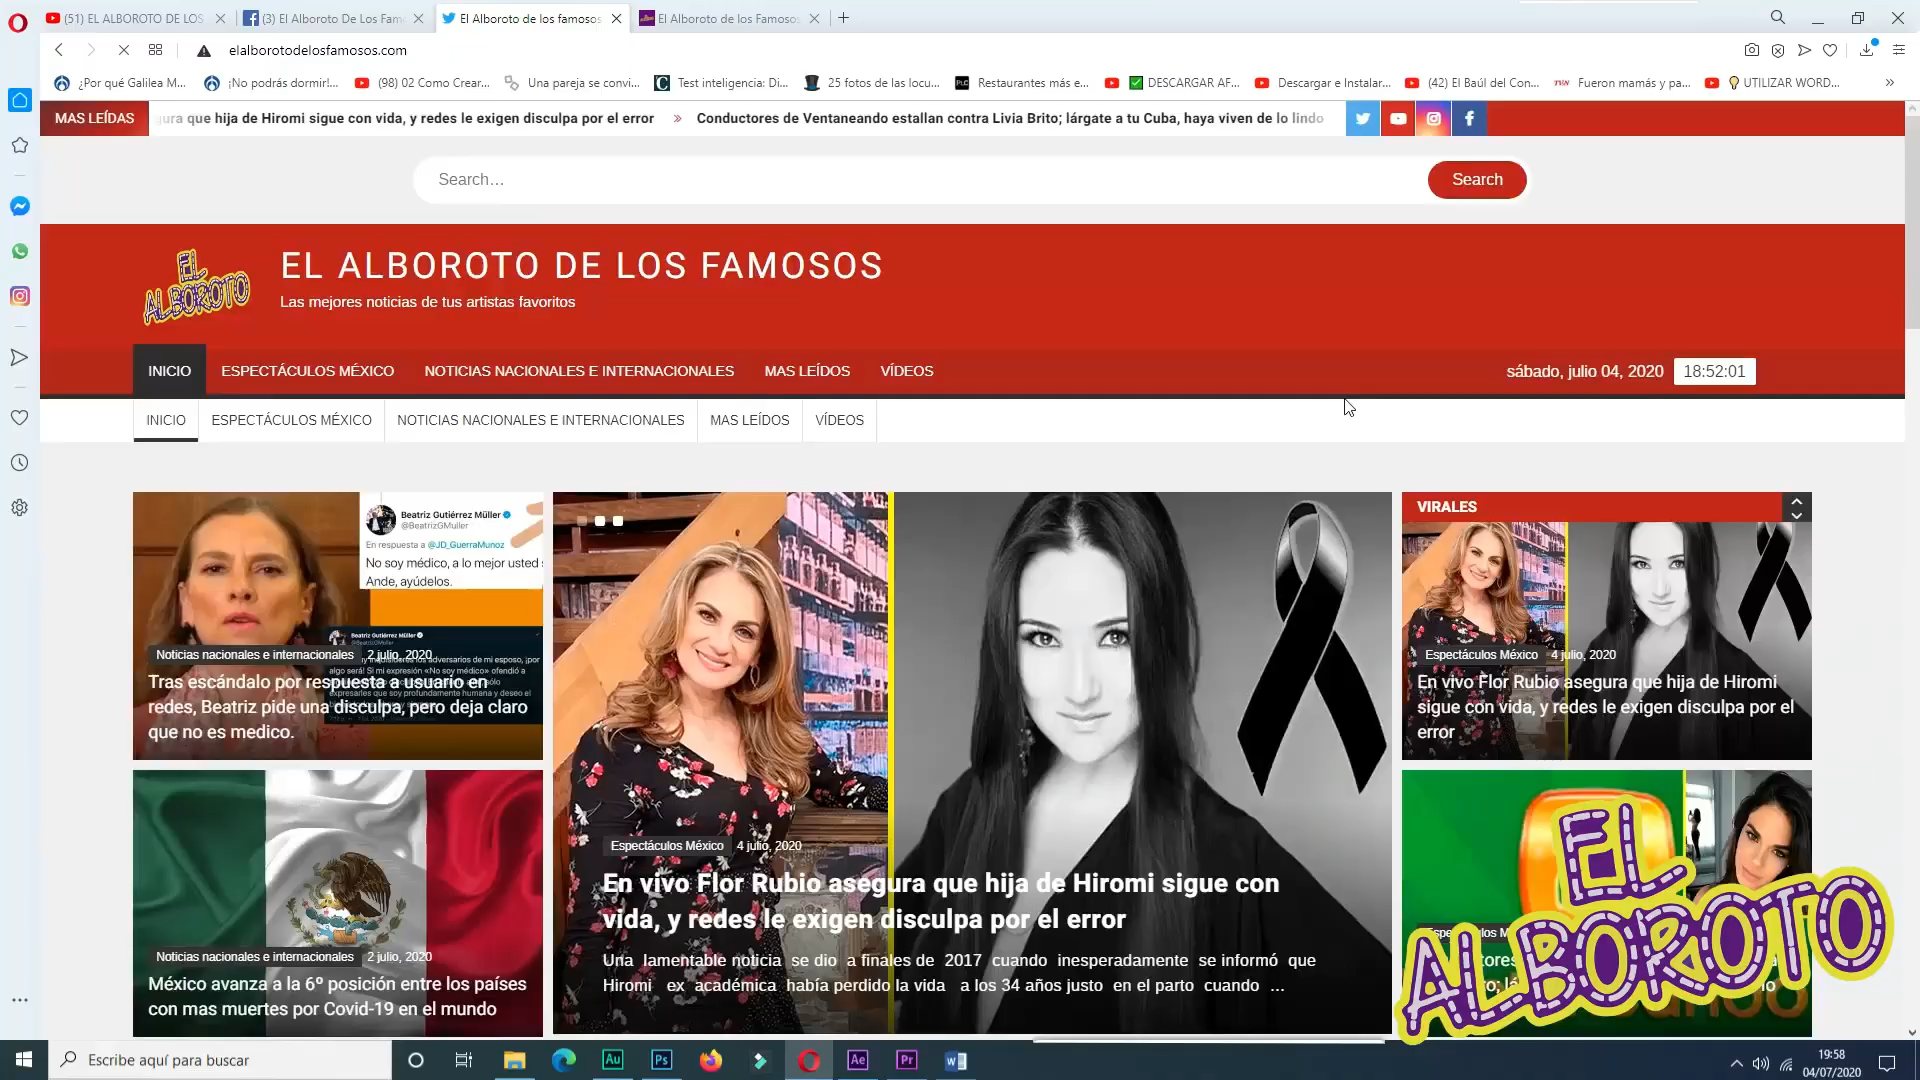 (51) EL ALBOROTO DE LOS
(3) El Alboroto De Los Fam
El Alboroto de los famosos
El Alboroto de los Famosos
elalborotodelosfamosos.com
¿Por qué Galilea M...
¡No podrás dormir!...
(98) 02 Como Crear...
Una pareja se convi...
Test inteligencia: Di...
25 fotos de las locu...
Restaurantes más e...
DESCARGAR AF...
Descargar e Instalar...
(42) El Baúl del Con...
Fueron mamás y pa...
UTILIZAR WORD...
MAS LEÍDAS
ura que hija de Hiromi sigue con vida, y redes le exigen disculpa por el error » Conductores de Ventaneando estallan contra Livia Brito; lárgate a tu Cuba, haya viven de lo lindo
Search…
Search
EL ALBOROTO
EL ALBOROTO DE LOS FAMOSOS
Las mejores noticias de tus artistas favoritos
INICIO ESPECTÁCULOS MÉXICO NOTICIAS NACIONALES E INTERNACIONALES MAS LEÍDOS VÍDEOS
sábado, julio 04, 2020 18:52:01
INICIO ESPECTÁCULOS MÉXICO NOTICIAS NACIONALES E INTERNACIONALES MAS LEÍDOS VÍDEOS
Beatriz Gutiérrez Müller
@BeatrizGMuller
En respuesta a @JD_GuerraMunoz
No soy médico, a lo mejor usted
Ande, ayúdelos.
Beatriz Gutiérrez Müller
Noticias nacionales e internacionales 2 julio, 2020
Tras escándalo por respuesta a usuario en
redes, Beatriz pide una disculpa, pero deja claro
que no es medico.
Noticias nacionales e internacionales 2 julio, 2020
México avanza a la 6º posición entre los países
con mas muertes por Covid-19 en el mundo
Espectáculos México 4 julio, 2020
En vivo Flor Rubio asegura que hija de Hiromi sigue con
vida, y redes le exigen disculpa por el error
Una lamentable noticia se dio a finales de 2017 cuando inesperadamente se informó que
Hiromi ex académica había perdido la vida a los 34 años justo en el parto cuando ...
VIRALES
Espectáculos México 4 julio, 2020
En vivo Flor Rubio asegura que hija de Hiromi
sigue con vida, y redes le exigen disculpa por el
error
EL
ALBOROTO
Escribe aquí para buscar
Au
Ps
Ae
Pr
19:58
04/07/2020